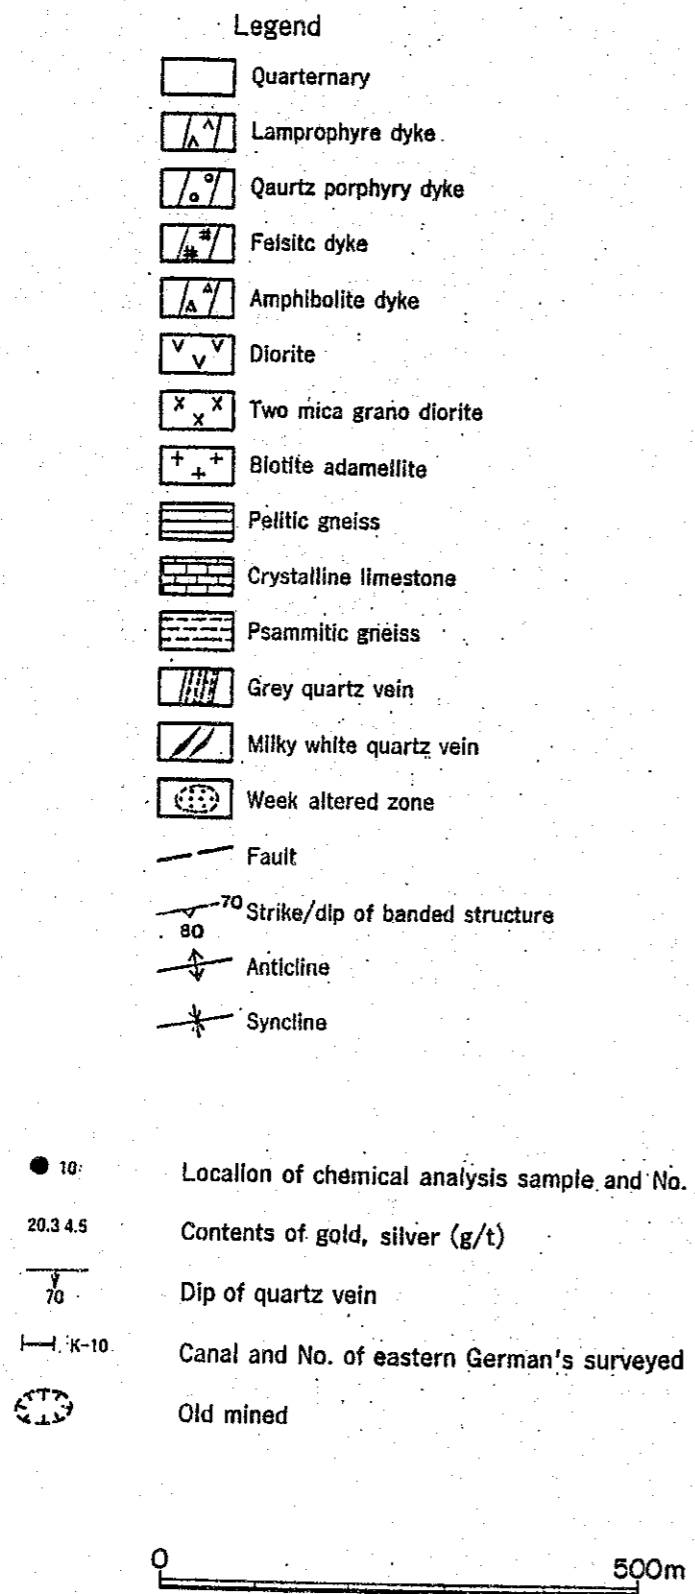 Legend
Quarternary
Lamprophyre dyke
Qaurtz porphyry dyke
Felsitc dyke
Amphibolite dyke
Diorite
Two mica grano diorite
Biotite adamellite
Pelitic gneiss
Crystalline limestone
Psammitic gneiss
Grey quartz vein
Milky white quartz vein
Week altered zone
Fault
70 Strike/dip of banded structure
80
Anticline
Syncline
10 Location of chemical analysis sample and No.
20.3 4.5 Contents of gold, silver (g/t)
70 Dip of quartz vein
K-10 Canal and No. of eastern German's surveyed
Old mined
0 500m